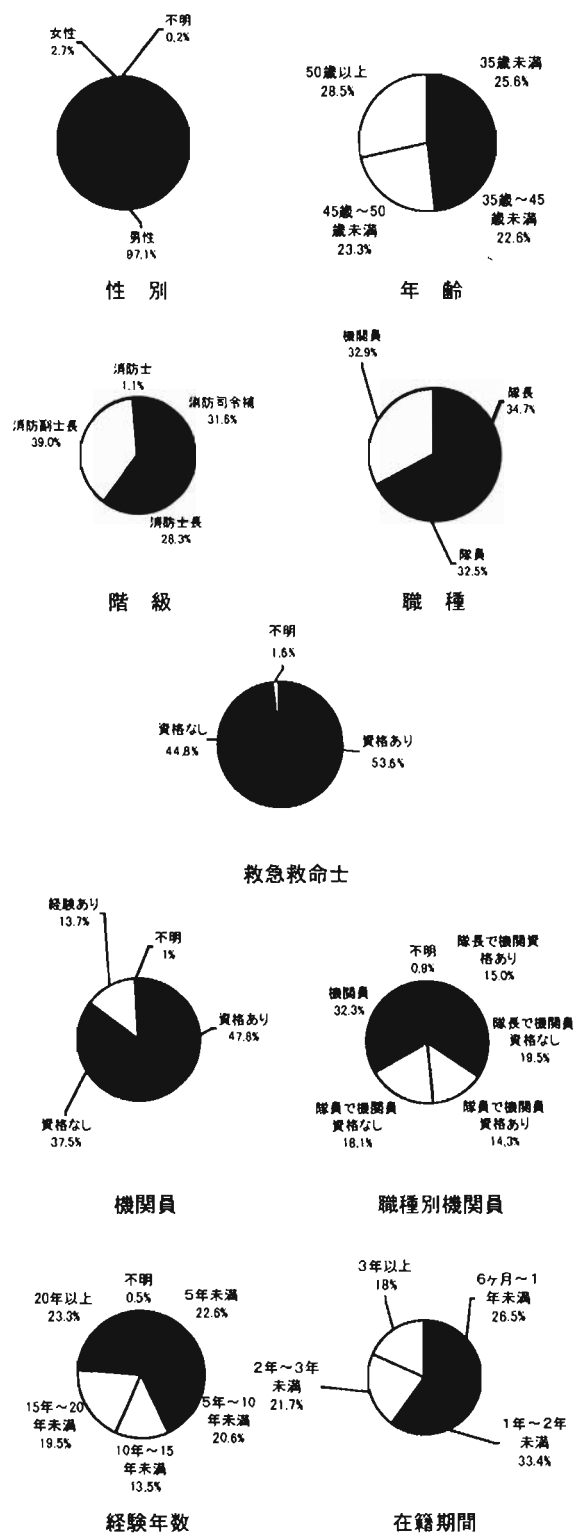 女性
2.7%
不明
0.2%
男性
97.1%
性 別
50歳以上
28.5%
35歳未満
25.6%
45歳～50
歳未満
23.3%
35歳～45
歳未満
22.6%
年 齢
消防士
1.1%
消防司令補
31.6%
消防副士長
39.0%
消防士長
28.3%
階 級
機関員
32.9%
隊長
34.7%
隊員
32.5%
職 種
不明
1.6%
資格なし
44.8%
資格あり
53.6%
救急救命士
経験あり
13.7%
不明
1%
資格あり
47.8%
資格なし
37.5%
機関員
不明
0.9%
隊長で機関資
格あり
15.0%
機関員
32.3%
隊長で機関員
資格なし
19.5%
隊員で機関員
資格なし
18.1%
隊員で機関員
資格あり
14.3%
職種別機関員
20年以上
23.3%
不明
0.5%
5年未満
22.6%
15年～20
年未満
19.5%
10年～15
年未満
13.5%
5年～10
年未満
20.6%
経験年数
3年以上
18%
6ヶ月～1
年未満
26.5%
2年～3年
未満
21.7%
1年～2年
未満
33.4%
在籍期間